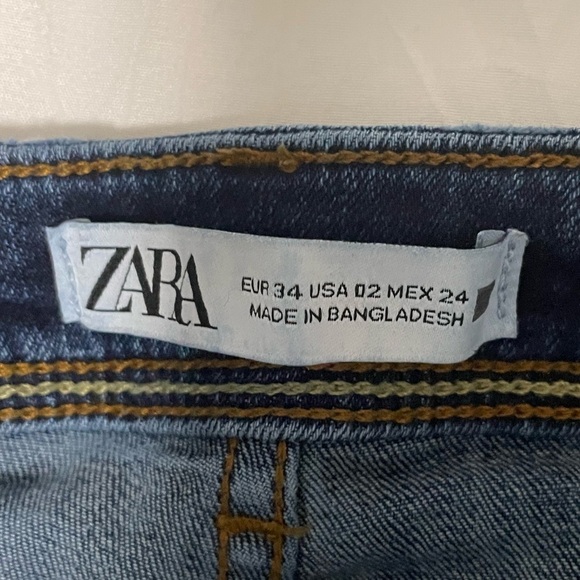 ZARA
EUR 34 USA 02 MEX 24
MADE IN BANGLADESH